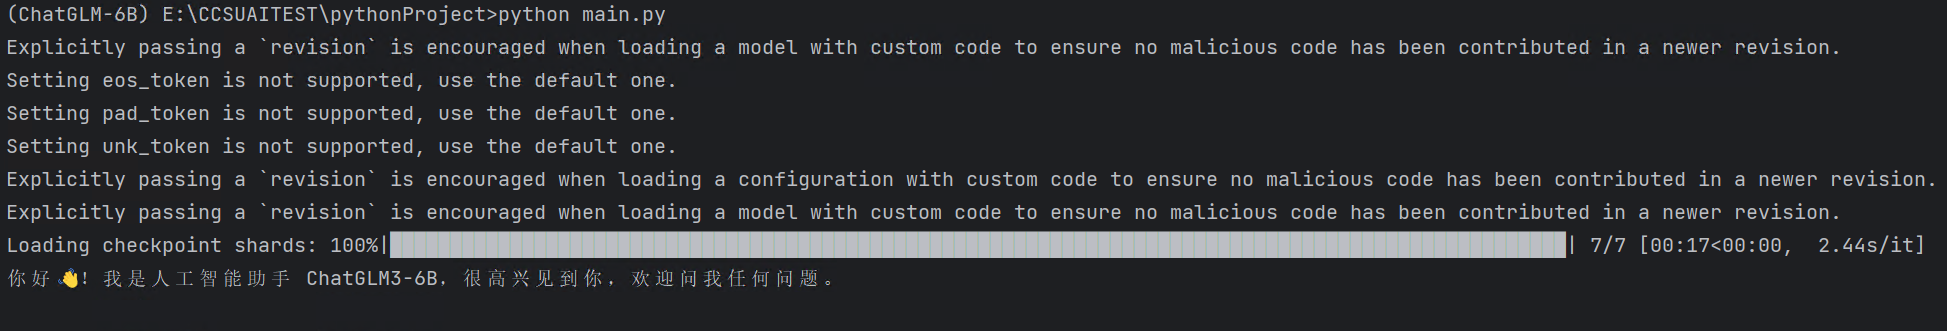 (ChatGLM-6B) E:\CCSUAITEST\pythonProject>python main.py
Explicitly passing a `revision` is encouraged when loading a model with custom code to ensure no malicious code has been contributed in a newer revision.
Setting eos_token is not supported, use the default one.
Setting pad_token is not supported, use the default one.
Setting unk_token is not supported, use the default one.
Explicitly passing a `revision` is encouraged when loading a configuration with custom code to ensure no malicious code has been contributed in a newer revision.
Explicitly passing a `revision` is encouraged when loading a model with custom code to ensure no malicious code has been contributed in a newer revision.
Loading checkpoint shards: 100%|██████████| 7/7 [00:17<00:00,  2.44s/it]
你好👋! 我是人工智能助手 ChatGLM3-6B, 很高兴见到你, 欢迎问我任何问题。